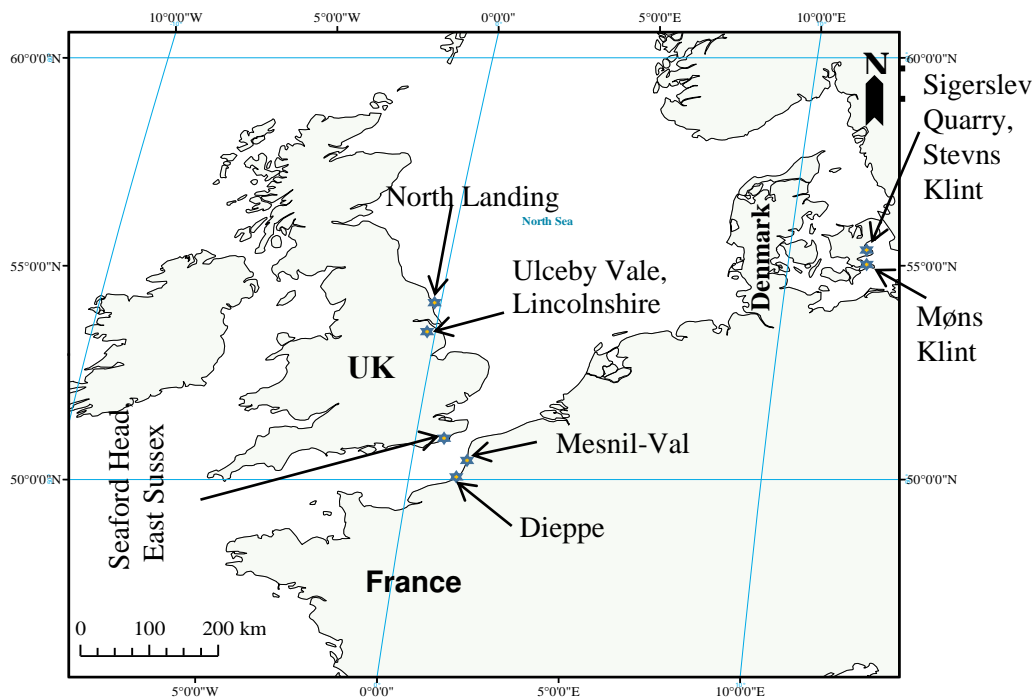 10°0'0"W 5°0'0"W 0°0'0" 5°0'0"E 10°0'0"E
60°0'0"N
60°0'0"N
N
Sigerslev
Quarry,
Stevns
Klint
North Landing
North Sea
Denmark
55°0'0"N
55°0'0"N
Ulceby Vale,
Lincolnshire
Møns
Klint
UK
Seaford Head,
East Sussex
Mesnil-Val
50°0'0"N
50°0'0"N
Dieppe
France
0 100 200 km
5°0'0"W 0°0'0" 5°0'0"E 10°0'0"E